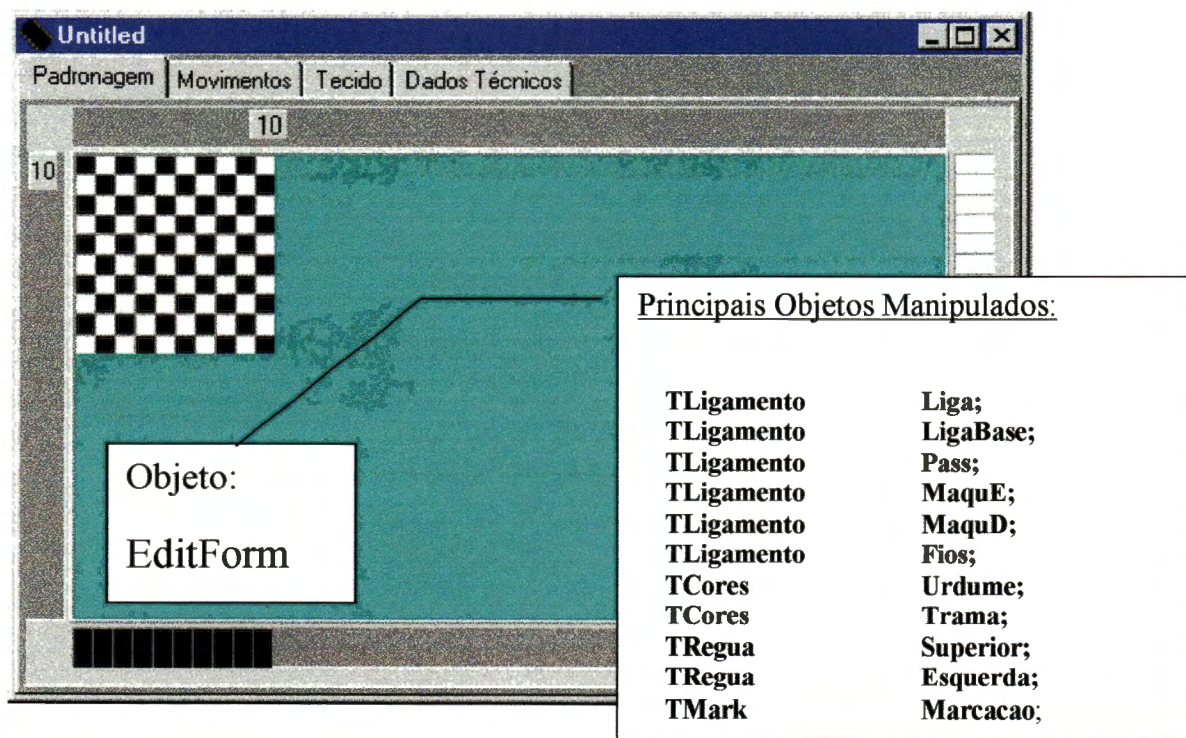 Untitled
Padronagem Movimentos Tecido Dados Técnicos
10
10
Principais Objetos Manipulados:
TLigamento Liga;
TLigamento LigaBase;
TLigamento Pass;
TLigamento MaquE;
TLigamento MaquD;
TLigamento Fios;
TCores Urdume;
TCores Trama;
TRegua Superior;
TRegua Esquerda;
TMark Marcacao;
Objeto:
EditForm